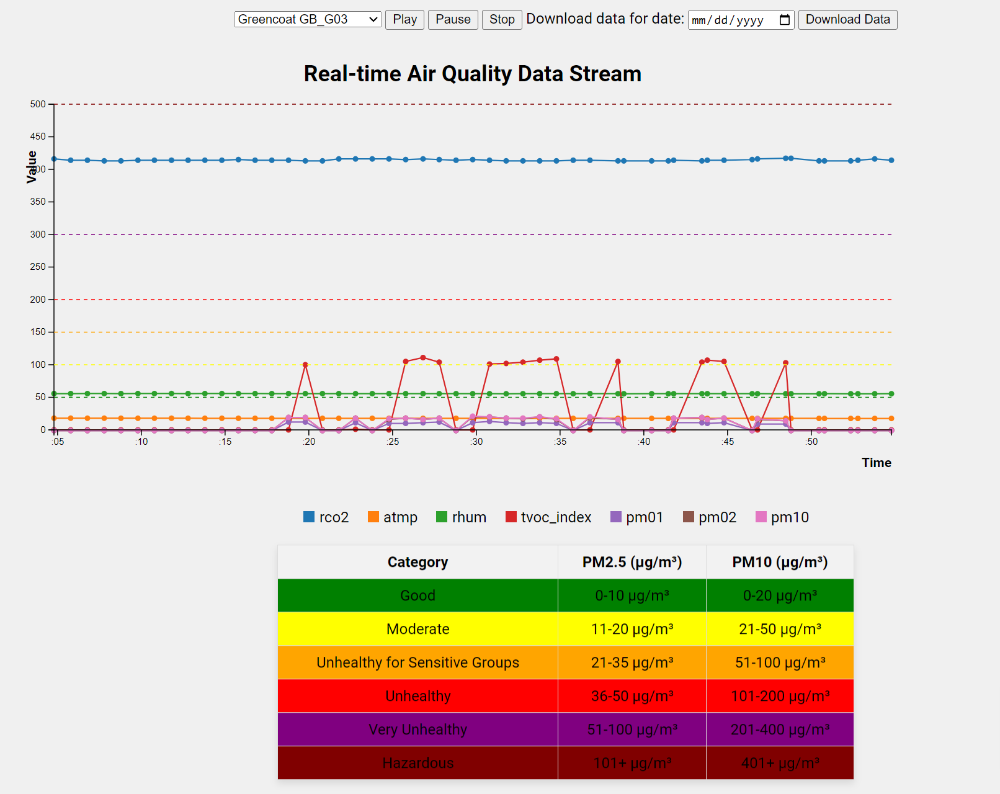 Greencoat GB_G03 Play Pause Stop Download data for date: mm/dd/yyyy Download Data
Real-time Air Quality Data Stream
Value
500
450
400
350
300
250
200
150
100
50
0
:05 :10 :15 :20 :25 :30 :35 :40 :45 :50
Time
rco2 atmp rhum tvoc_index pm01 pm02 pm10
Category PM2.5 (µg/m³) PM10 (µg/m³)
Good 0-10 µg/m³ 0-20 µg/m³
Moderate 11-20 µg/m³ 21-50 µg/m³
Unhealthy for Sensitive Groups 21-35 µg/m³ 51-100 µg/m³
Unhealthy 36-50 µg/m³ 101-200 µg/m³
Very Unhealthy 51-100 µg/m³ 201-400 µg/m³
Hazardous 101+ µg/m³ 401+ µg/m³